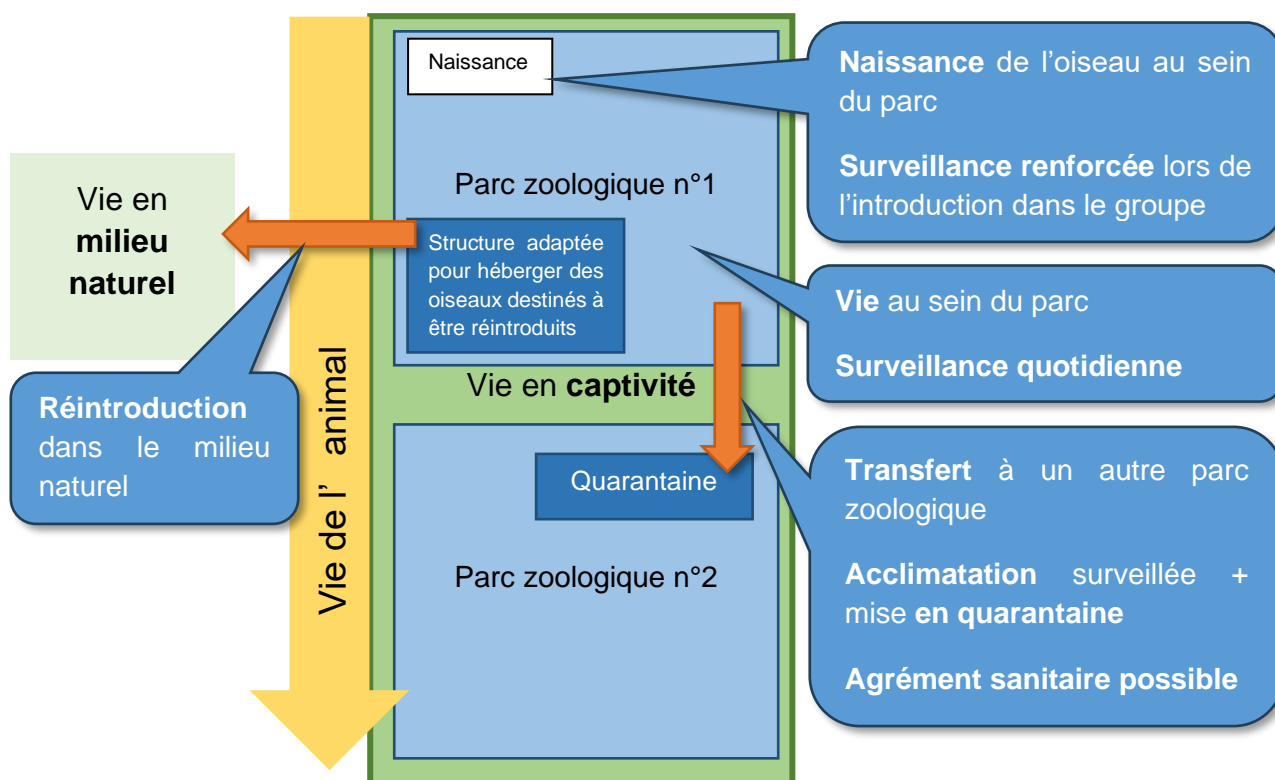 Naissance
Parc zoologique n°1
Structure adaptée
pour héberger des
oiseaux destinés à
être réintroduits
Vie en captivité
Quarantaine
Parc zoologique n°2
Vie de l’ animal
Vie en
milieu
naturel
Réintroduction
dans le milieu
naturel
Naissance de l’oiseau au sein
du parc
Surveillance renforcée lors de
l’introduction dans le groupe
Vie au sein du parc
Surveillance quotidienne
Transfert à un autre parc
zoologique
Acclimatation surveillée +
mise en quarantaine
Agrément sanitaire possible